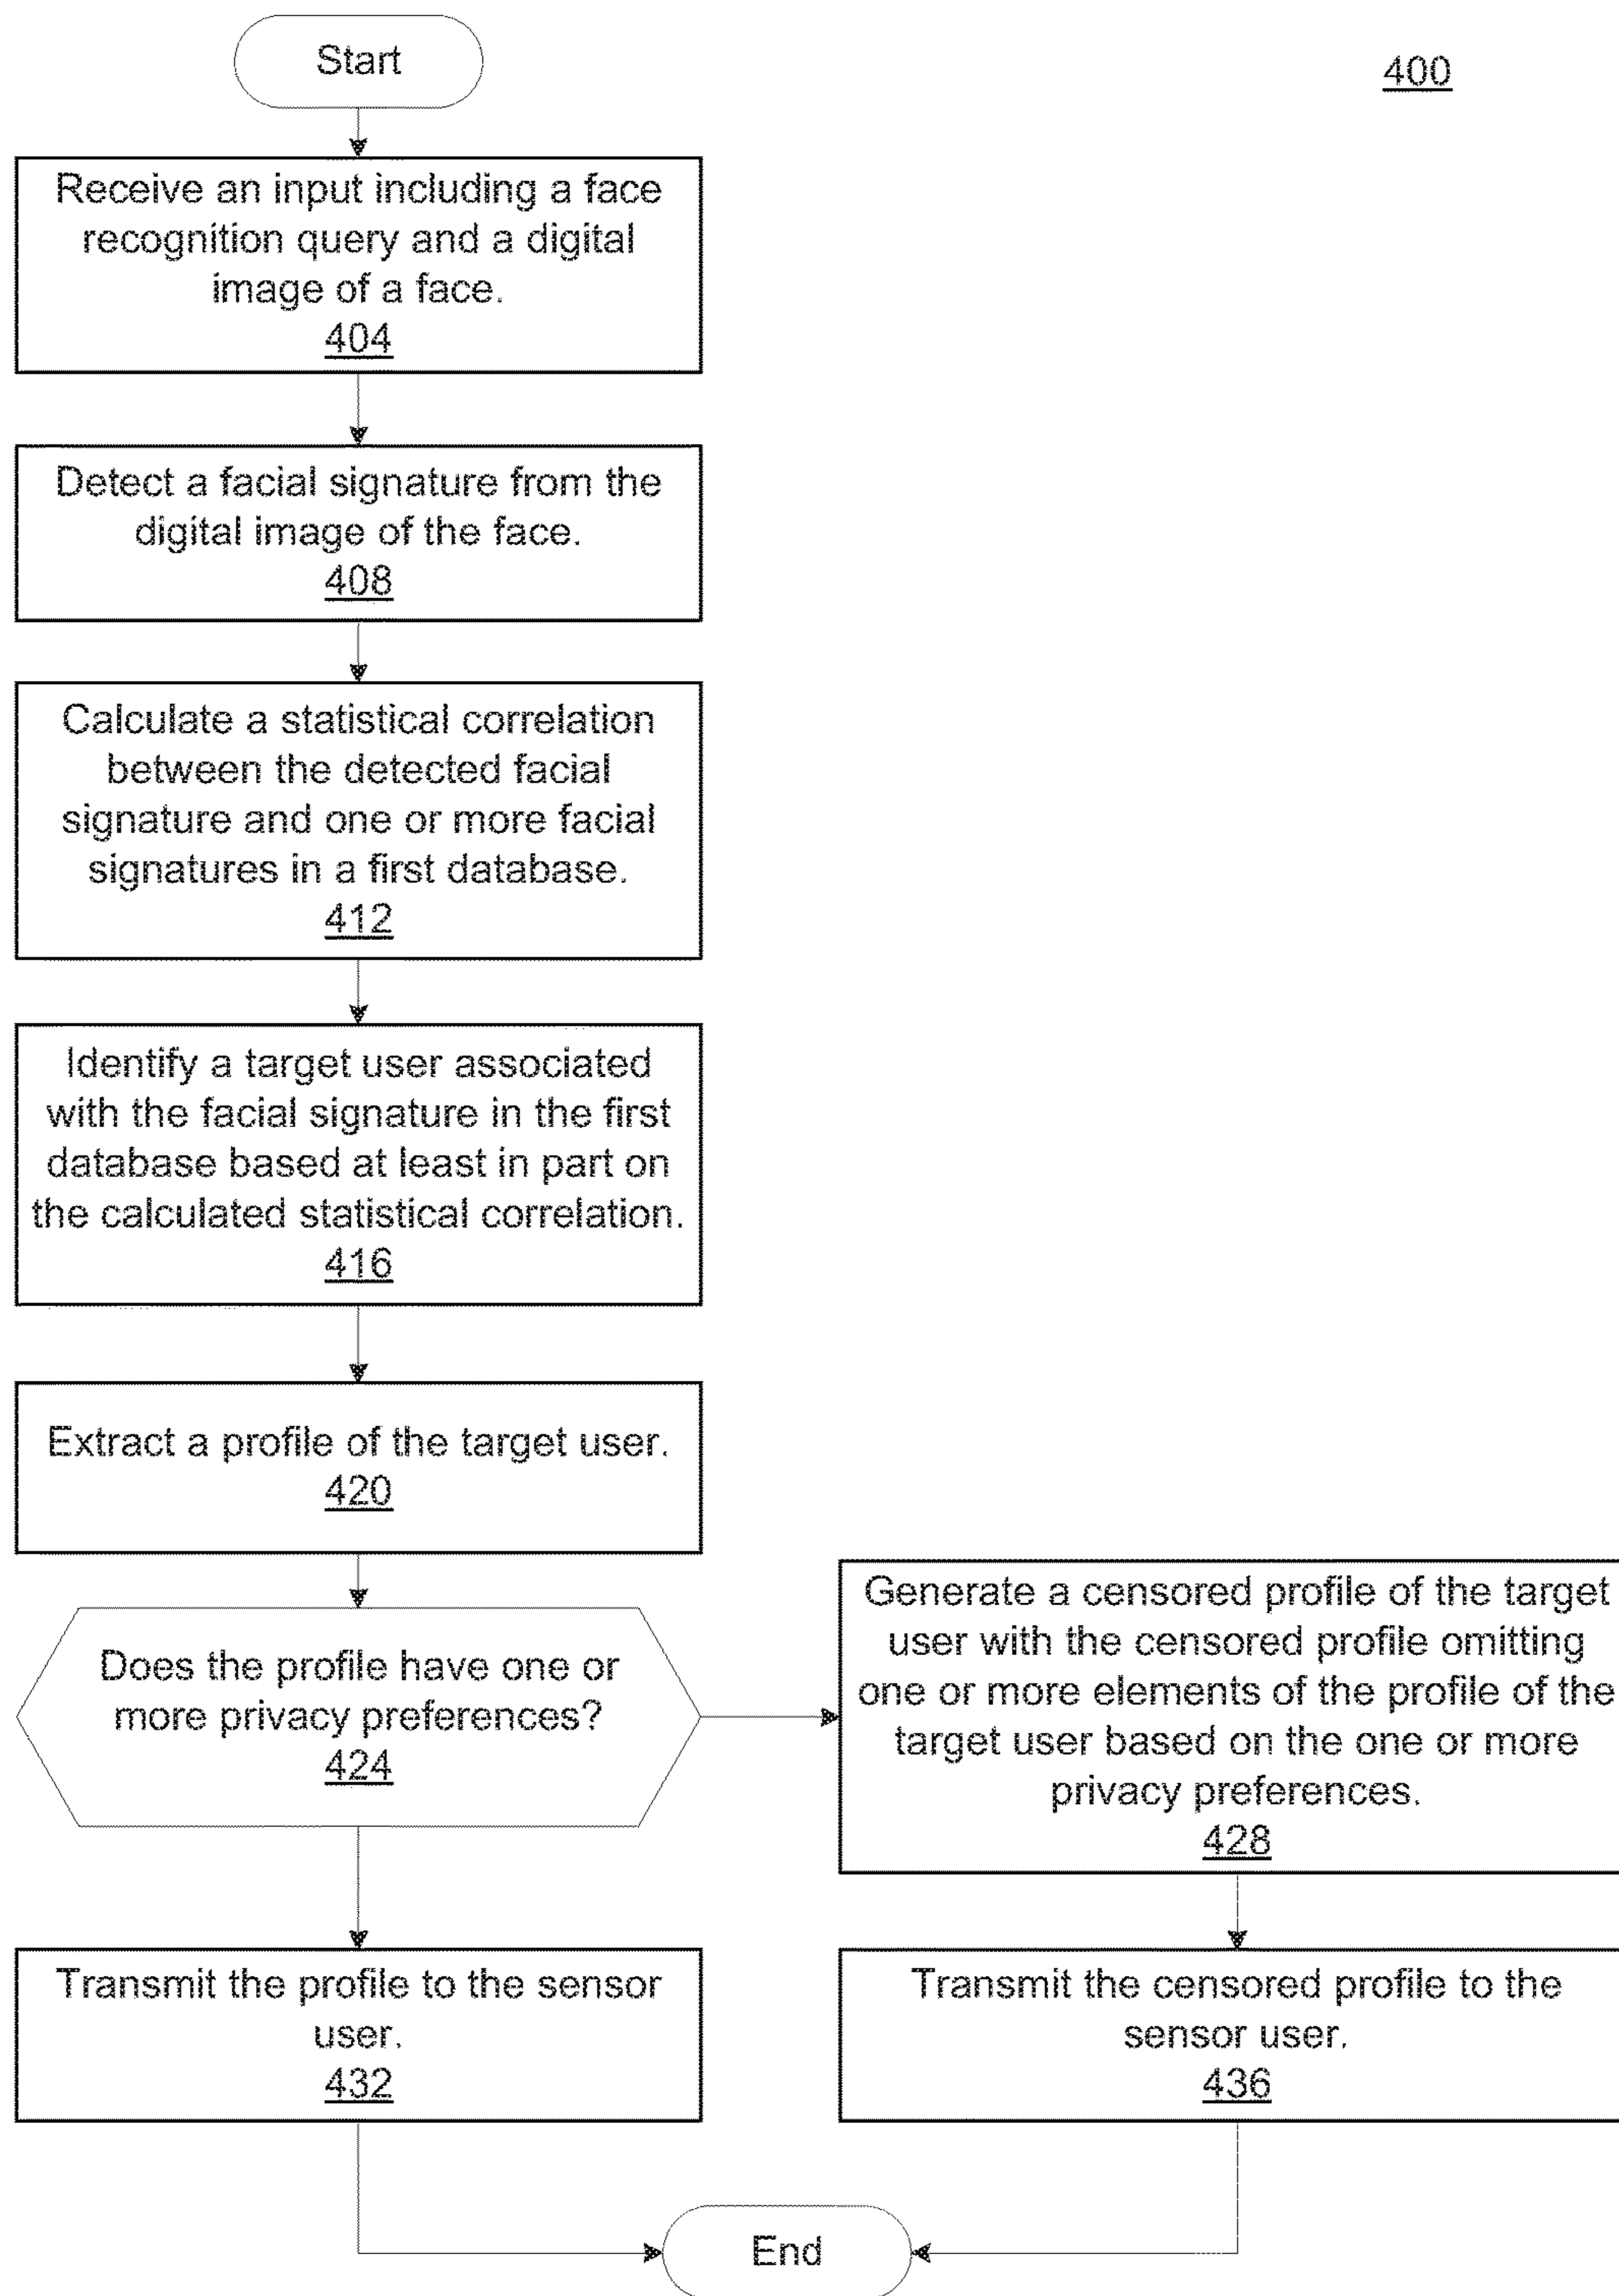 Start
400
Receive an input including a face
recognition query and a digital
image of a face.
404
Detect a facial signature from the
digital image of the face.
408
Calculate a statistical correlation
between the detected facial
signature and one or more facial
signatures in a first database.
412
Identify a target user associated
with the facial signature in the first
database based at least in part on
the calculated statistical correlation.
416
Extract a profile of the target user.
420
Does the profile have one or
more privacy preferences?
424
Generate a censored profile of the target
user with the censored profile omitting
one or more elements of the profile of the
target user based on the one or more
privacy preferences.
428
Transmit the profile to the sensor
user.
432
Transmit the censored profile to the
sensor user.
436
End